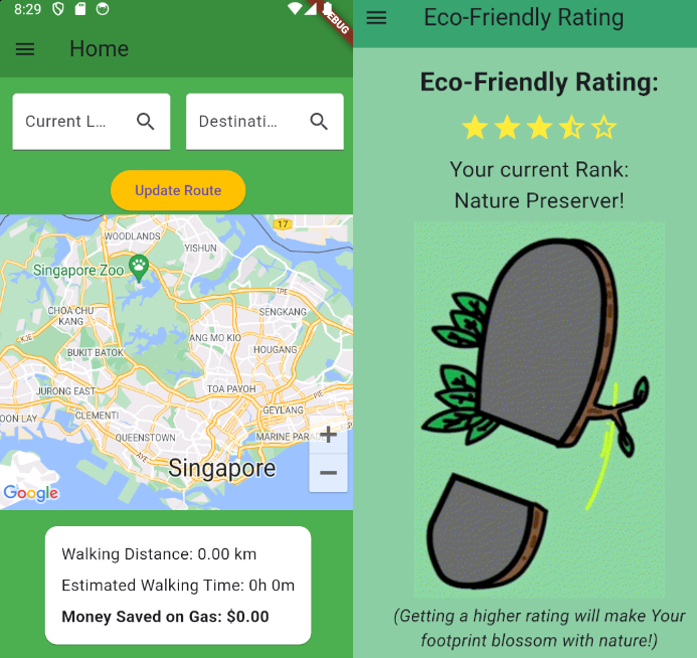 8:29
DEBUG
Home
Current L...
Destinati...
Update Route
17
WOODLANDS
YISHUN
Singapore Zoo
TPE
SENGKANG
CHOA CHU
KANG
KJE
ANG MO KIO
HOUGANG
BUKIT BATOK
JURONG EAST
TOA PAYOH
GEYLANG
OON LAY
CLEMENTI
QUEENSTOWN
MARINE PARAD
AYE
Singapore
+
−
Google
Walking Distance: 0.00 km
Estimated Walking Time: 0h 0m
Money Saved on Gas: $0.00
Eco-Friendly Rating
Eco-Friendly Rating:
Your current Rank:
Nature Preserver!
(Getting a higher rating will make Your
footprint blossom with nature!)